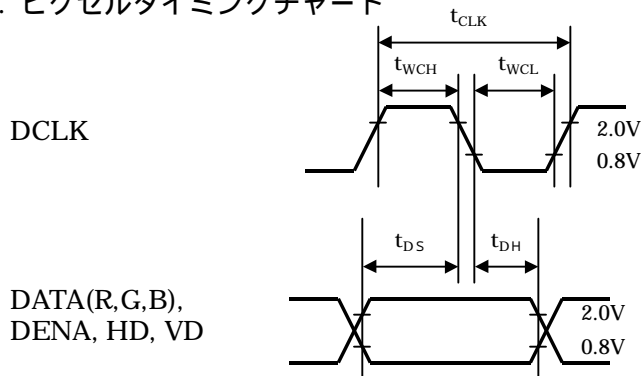 ピクセルタイミングチャート
tCLK
tWCH
tWCL
DCLK
2.0V
0.8V
tDS
tDH
DATA(R,G,B),
DENA, HD, VD
2.0V
0.8V